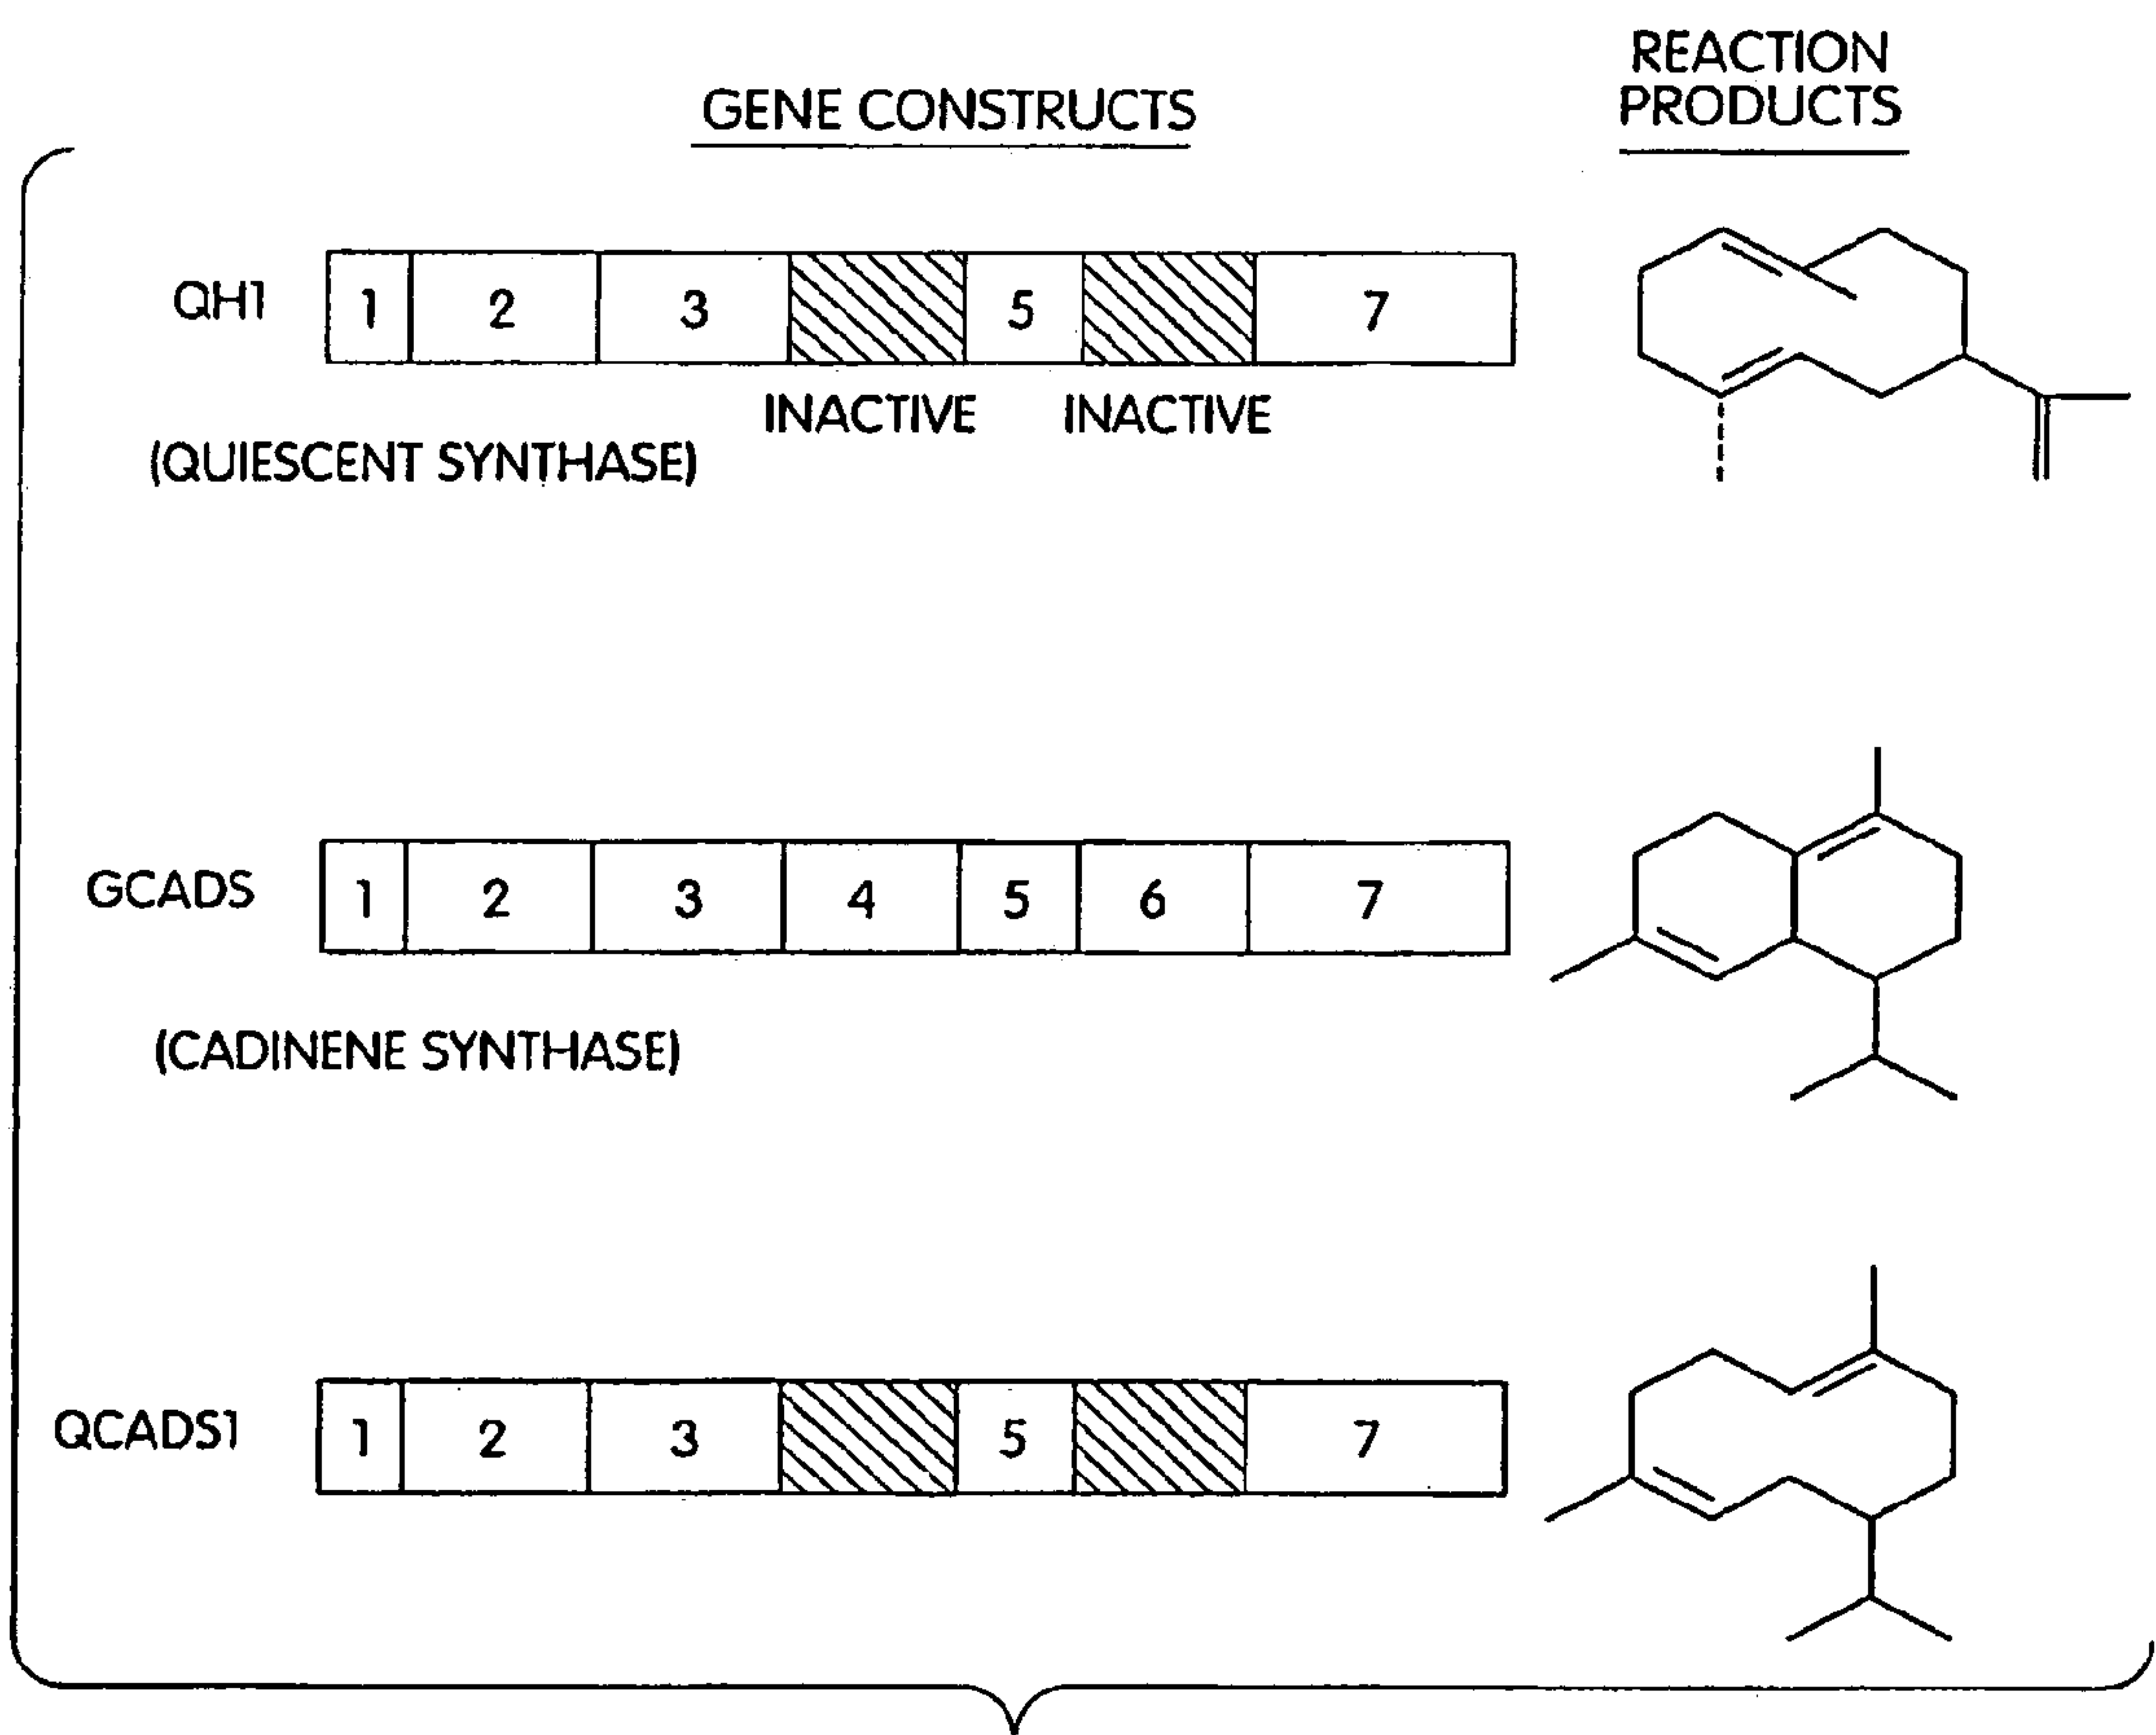 GENE CONSTRUCTS
REACTION
PRODUCTS
QH1
1 2 3 5 7
INACTIVE INACTIVE
(QUIESCENT SYNTHASE)
GCADS
1 2 3 4 5 6 7
(CADINENE SYNTHASE)
QCADS1
1 2 3 5 7